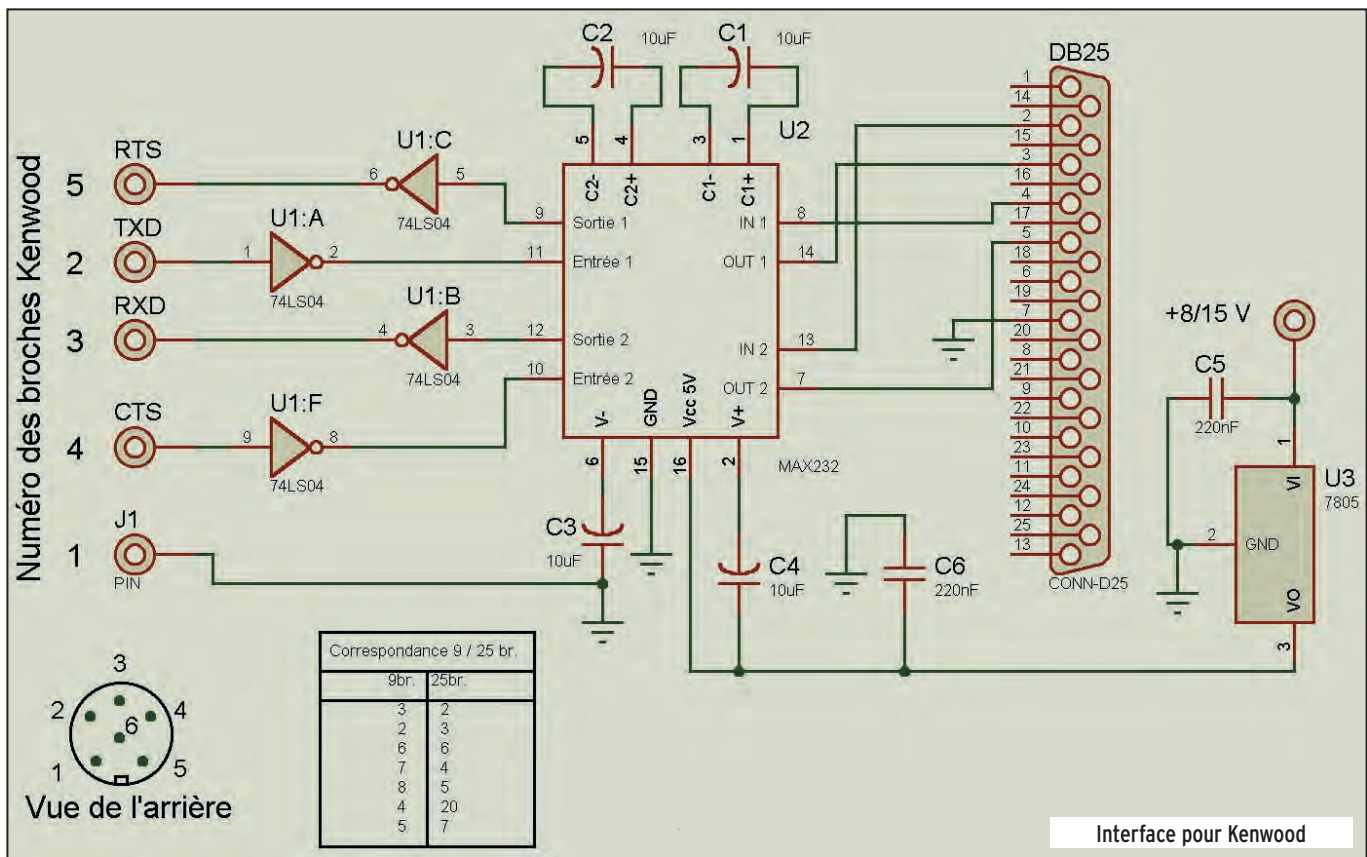 C2
10uF
C1
10uF
DB25
1
14
2
15
3
16
4
17
5
18
6
19
7
20
8
21
9
22
10
23
11
24
12
25
13
CONN-D25
Numéro des broches Kenwood
5
RTS
6
U1:C
5
74LS04
2
TXD
1
U1:A
2
74LS04
3
RXD
4
U1:B
3
74LS04
4
CTS
9
U1:F
8
74LS04
1
J1
PIN
5
4
3
1
U2
C2-
C2+
C1-
C1+
9
Sortie 1
IN 1
8
11
Entrée 1
OUT 1
14
12
Sortie 2
IN 2
13
10
Entrée 2
OUT 2
7
V-
GND
Vcc 5V
V+
6
15
16
2
MAX232
C3
10uF
C4
10uF
C6
220nF
+8/15 V
C5
220nF
1
VI
U3
7805
2
GND
VO
3
3
2
4
6
1
5
Vue de l'arrière
Correspondance 9 / 25 br.
9br. 25br.
3 2
2 3
6 6
7 4
8 5
4 20
5 7
Interface pour Kenwood